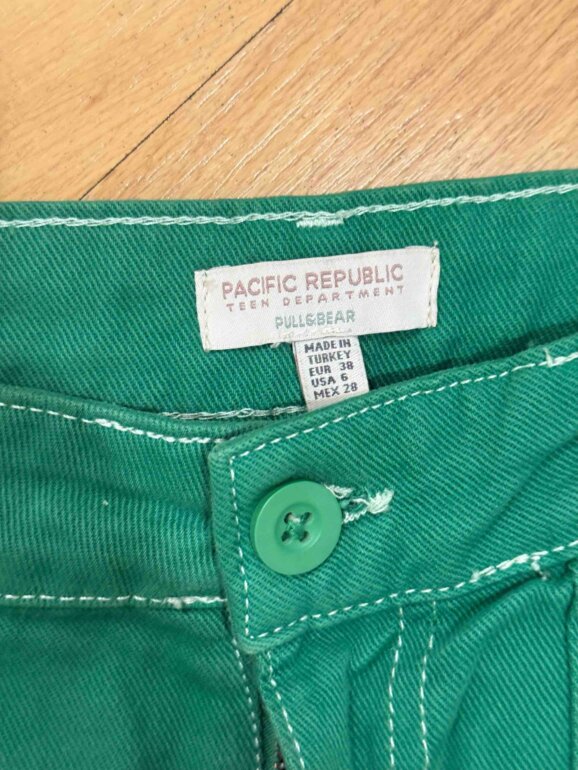 PACIFIC REPUBLIC
TEEN DEPARTMENT
PULL&BEAR
MADE IN
TURKEY
EUR 38
USA 6
MEX 28